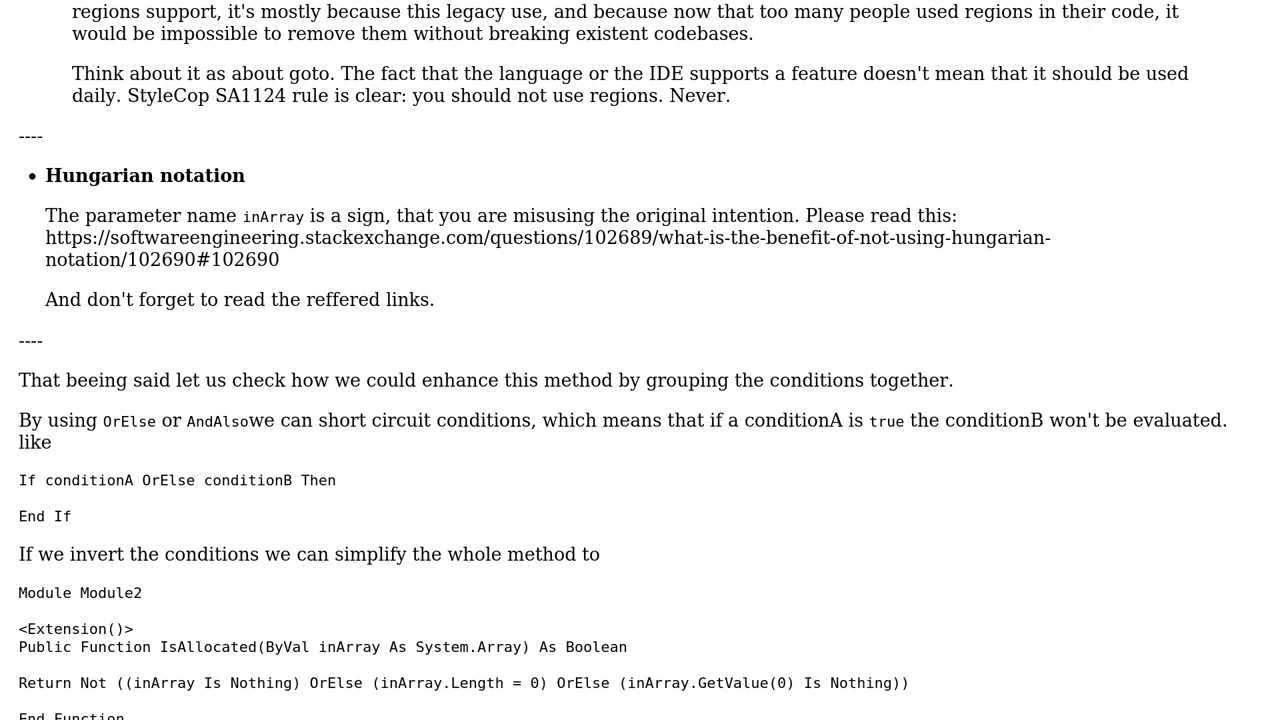 regions support, it's mostly because this legacy use, and because now that too many people used regions in their code, it
would be impossible to remove them without breaking existent codebases.
Think about it as about goto. The fact that the language or the IDE supports a feature doesn't mean that it should be used
daily. StyleCop SA1124 rule is clear: you should not use regions. Never.
----
• Hungarian notation
The parameter name inArray is a sign, that you are misusing the original intention. Please read this:
https://softwareengineering.stackexchange.com/questions/102689/what-is-the-benefit-of-not-using-hungarian-
notation/102690#102690
And don't forget to read the reffered links.
----
That beeing said let us check how we could enhance this method by grouping the conditions together.
By using OrElse or AndAlsowe can short circuit conditions, which means that if a conditionA is true the conditionB won't be evaluated.
like
If conditionA OrElse conditionB Then
End If
If we invert the conditions we can simplify the whole method to
Module Module2
<Extension()>
Public Function IsAllocated(ByVal inArray As System.Array) As Boolean
Return Not ((inArray Is Nothing) OrElse (inArray.Length = 0) OrElse (inArray.GetValue(0) Is Nothing))
End Function